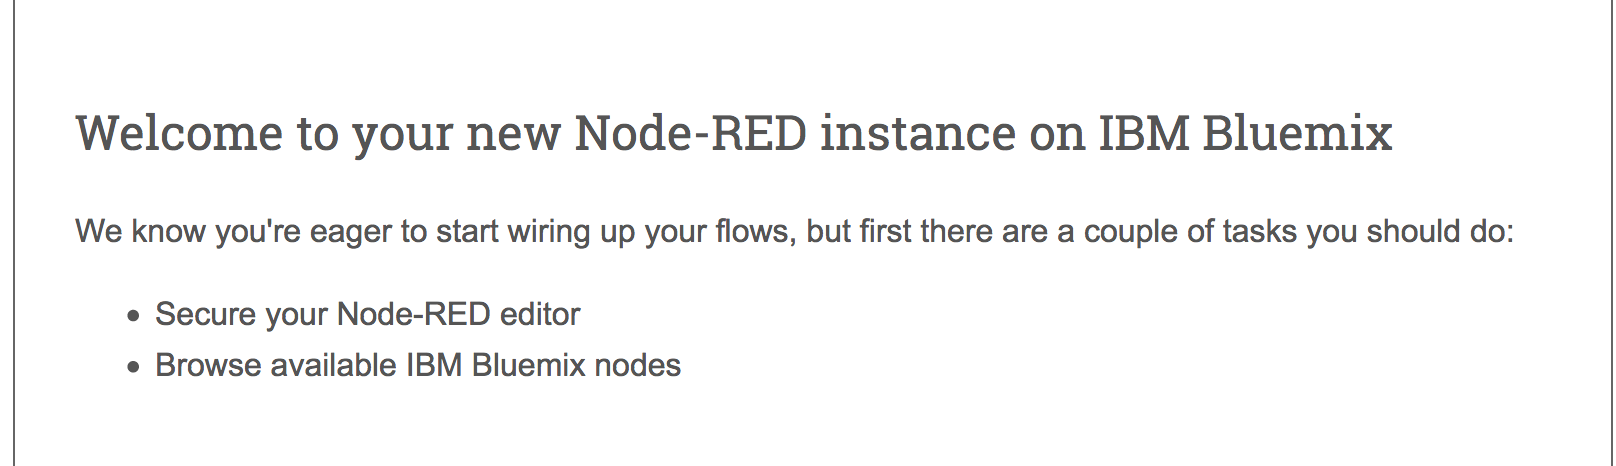 Welcome to your new Node-RED instance on IBM Bluemix
We know you're eager to start wiring up your flows, but first there are a couple of tasks you should do:
• Secure your Node-RED editor
• Browse available IBM Bluemix nodes